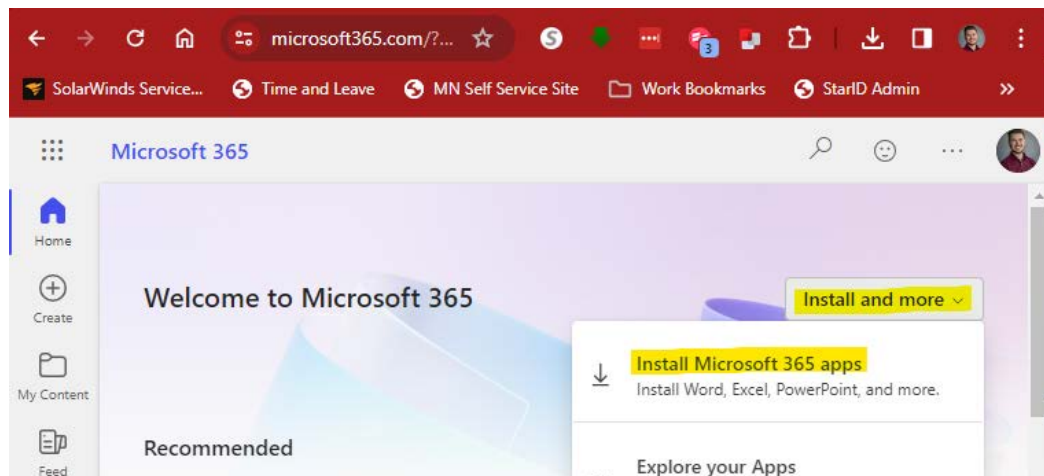 microsoft365.com/?...
3
SolarWinds Service...
Time and Leave
MN Self Service Site
Work Bookmarks
StarID Admin
»
Microsoft 365
...
Home
Create
My Content
Feed
Welcome to Microsoft 365
Install and more
Install Microsoft 365 apps
Install Word, Excel, PowerPoint, and more.
Recommended
Explore your Apps